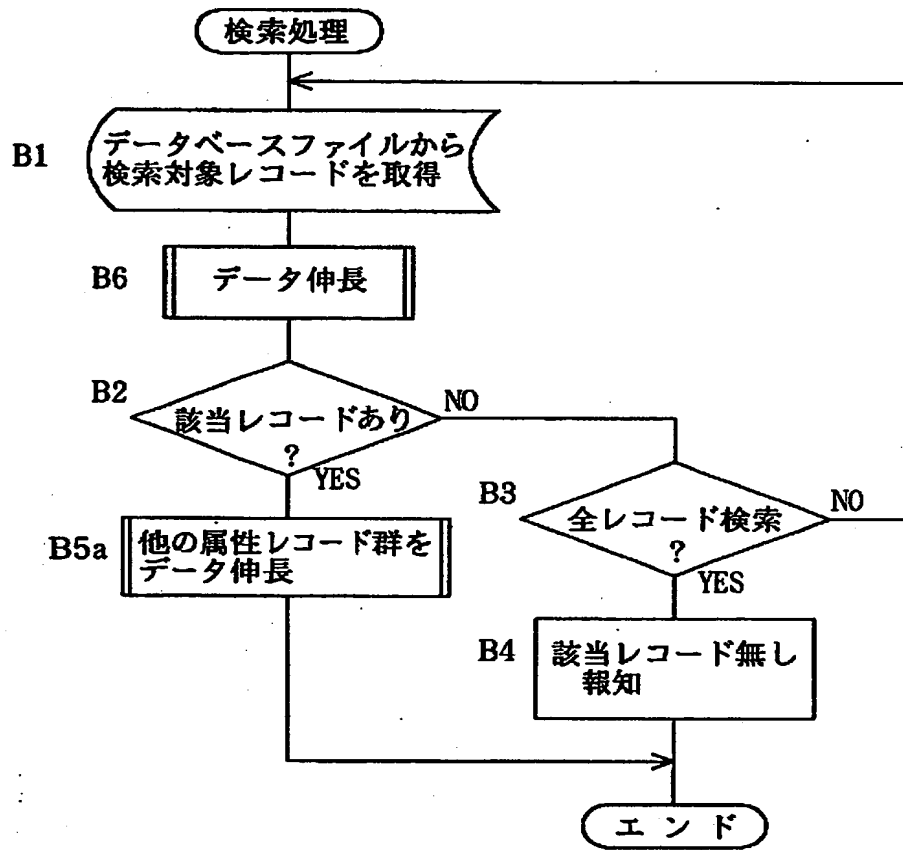 検索処理
B1
データベースファイルから
検索対象レコードを取得
B6
データ伸長
B2
該当レコードあり
?
NO
YES
B3
全レコード検索
?
NO
YES
B5a
他の属性レコード群を
データ伸長
B4
該当レコード無し
報知
エンド